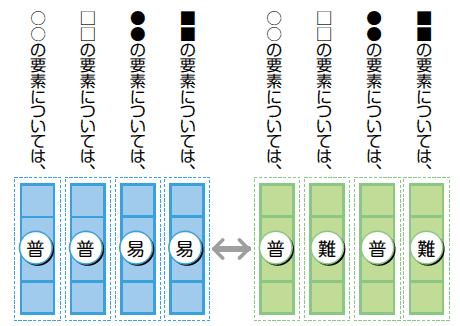 ○○の要素については、
□□の要素については、
●●の要素については、
■■の要素については、
○○の要素については、
□□の要素については、
●●の要素については、
■■の要素については、
普 普 易 易
普 難 普 難